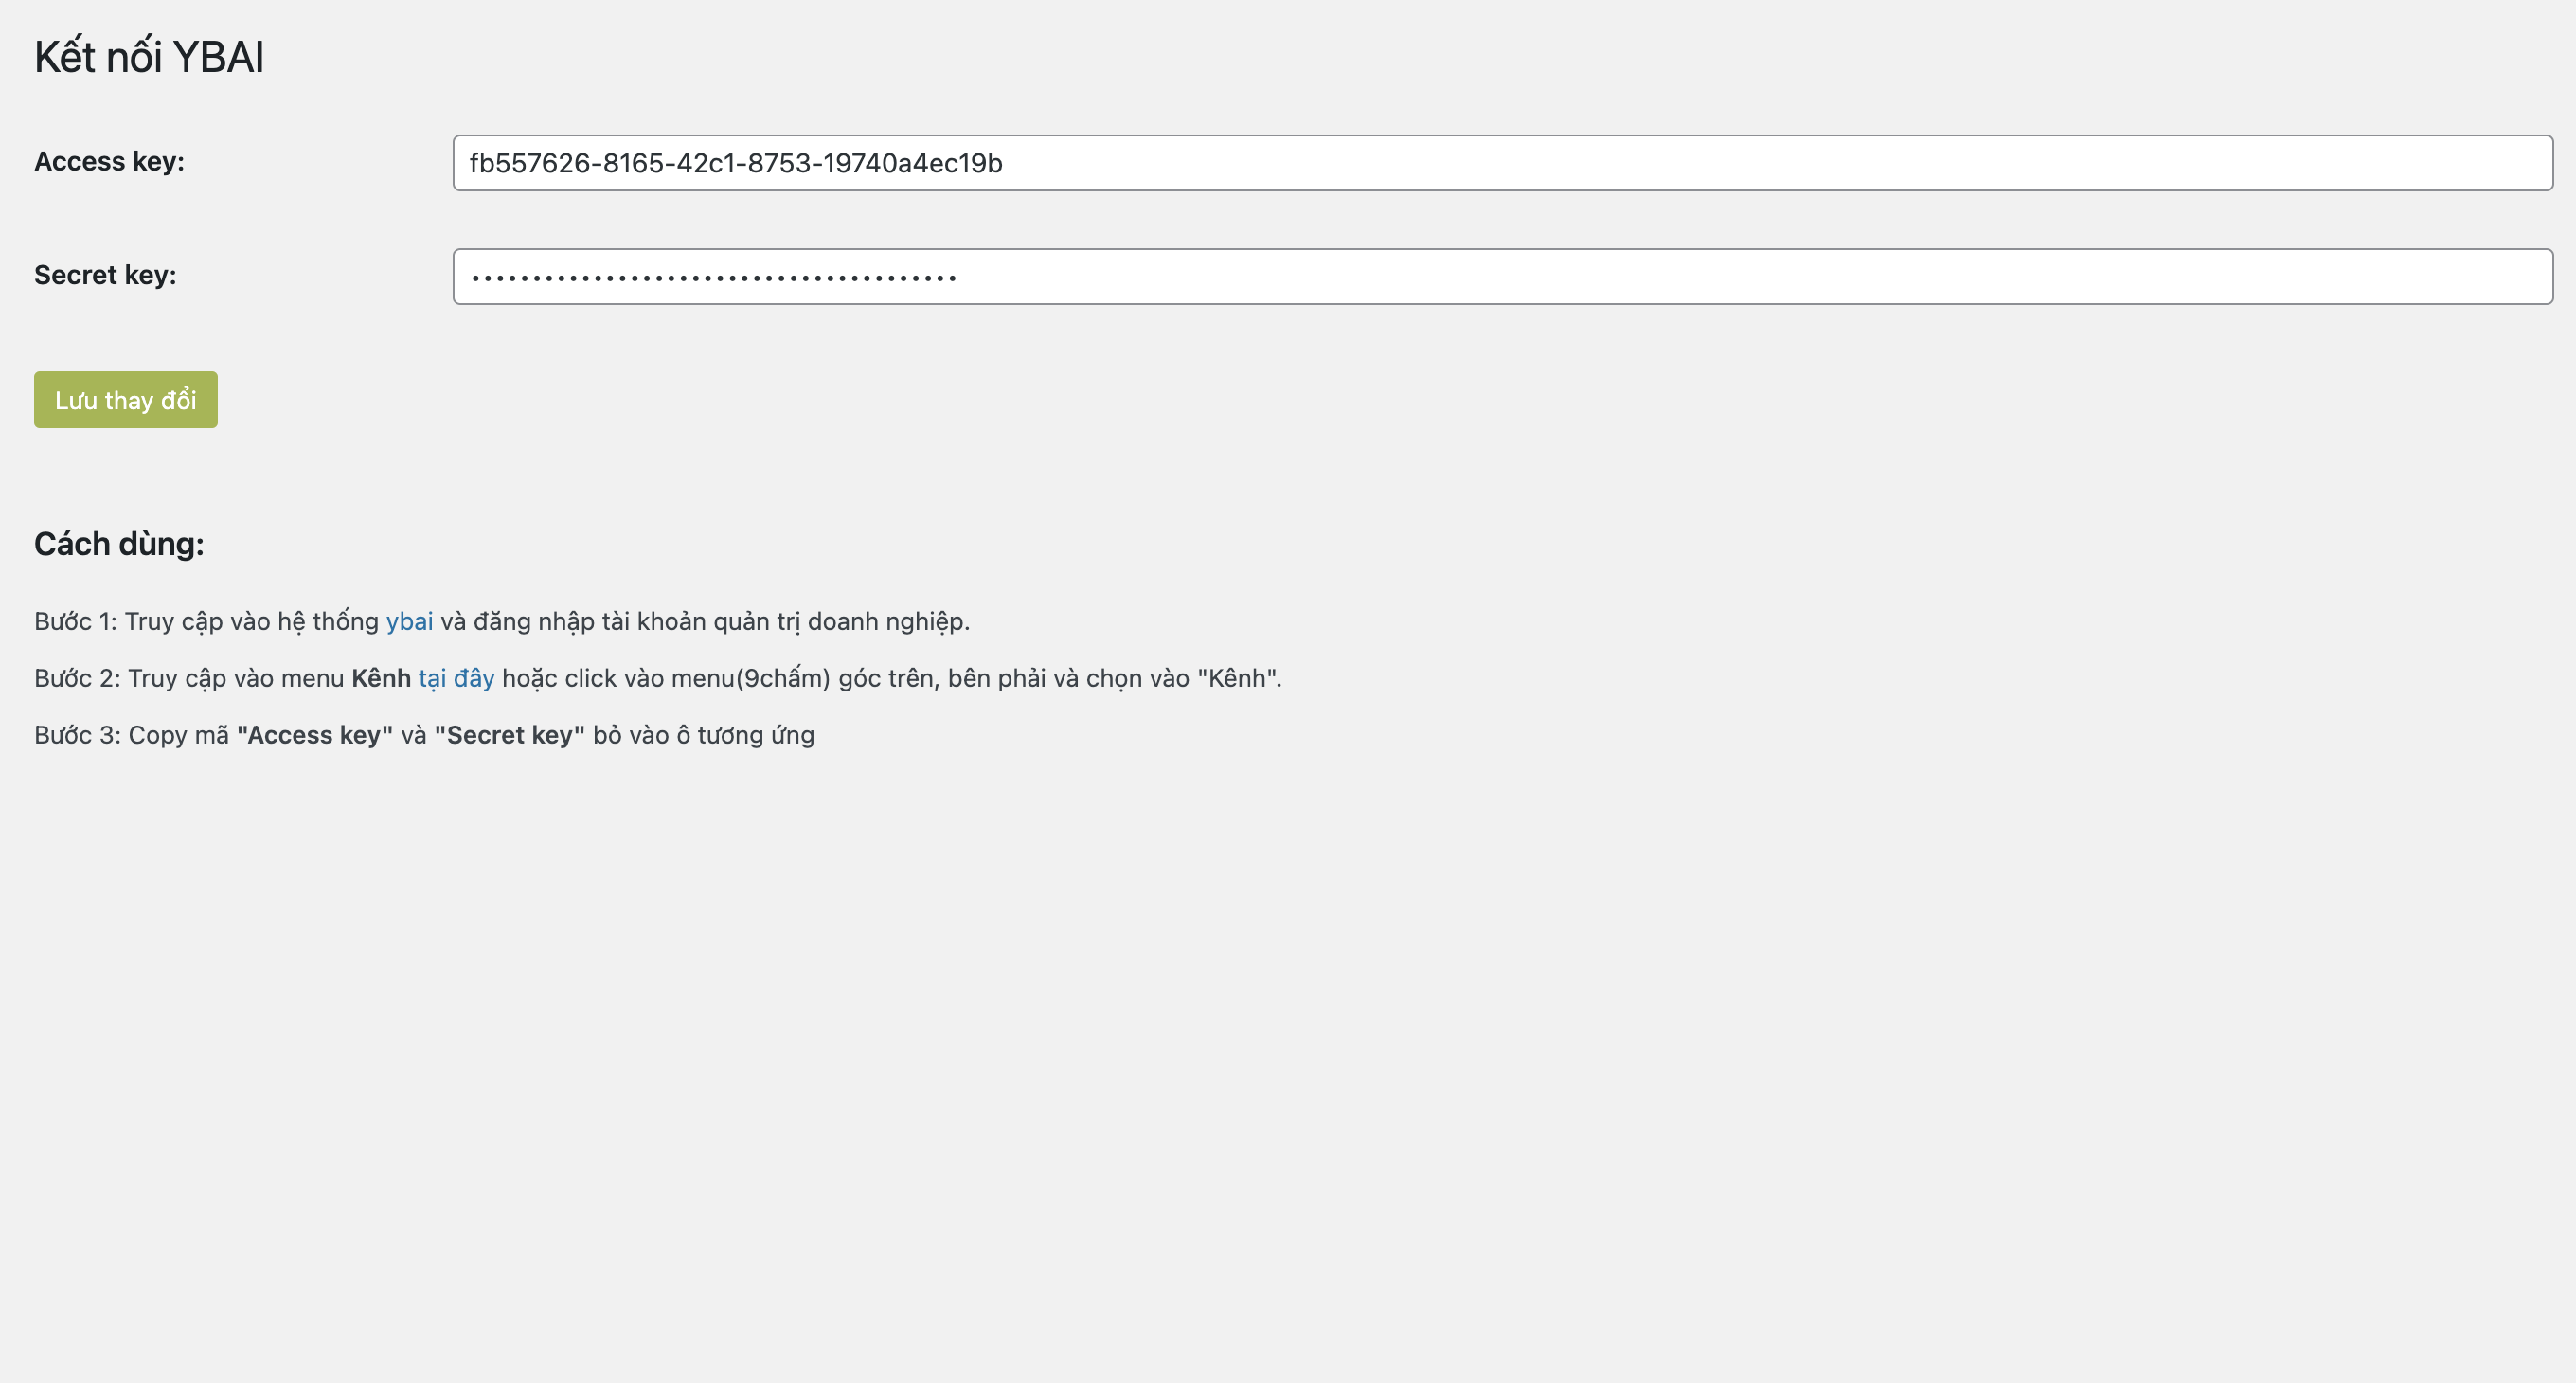 Kết nối YBAI
Access key:
fb557626-8165-42c1-8753-19740a4ec19b
Secret key:
••••••••••••••••••••••••••••••••••••••••
Lưu thay đổi
Cách dùng:
Bước 1: Truy cập vào hệ thống ybai và đăng nhập tài khoản quản trị doanh nghiệp.
Bước 2: Truy cập vào menu Kênh tại đây hoặc click vào menu(9chấm) góc trên, bên phải và chọn vào "Kênh".
Bước 3: Copy mã "Access key" và "Secret key" bỏ vào ô tương ứng